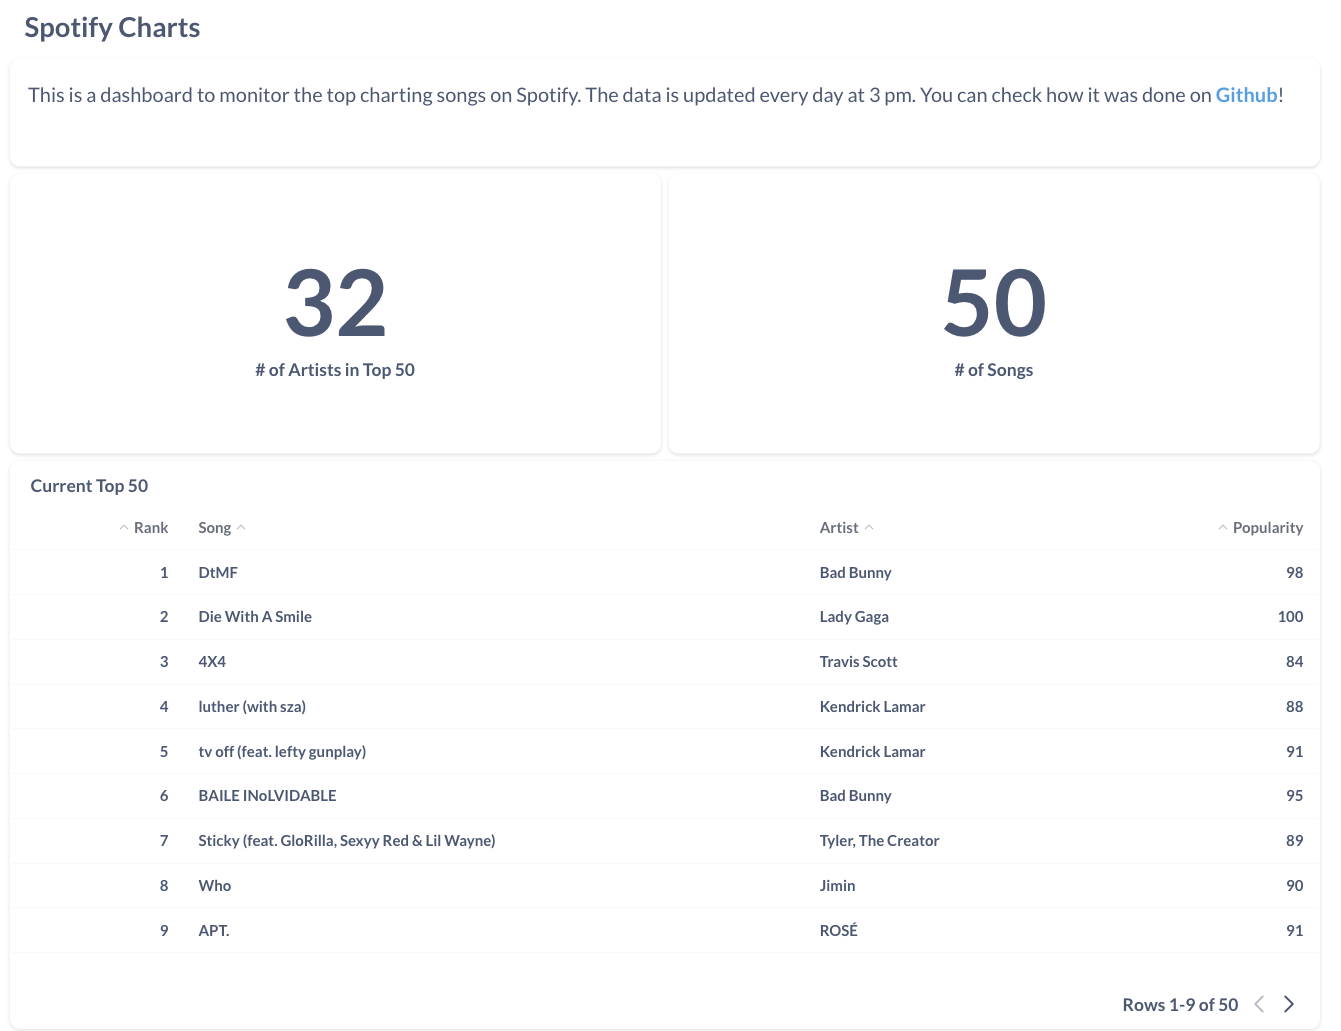 Spotify Charts
This is a dashboard to monitor the top charting songs on Spotify. The data is updated every day at 3 pm. You can check how it was done on Github!
32
# of Artists in Top 50
50
# of Songs
Current Top 50
Rank Song Artist Popularity
1 DtMF Bad Bunny 98
2 Die With A Smile Lady Gaga 100
3 4X4 Travis Scott 84
4 luther (with sza) Kendrick Lamar 88
5 tv off (feat. lefty gunplay) Kendrick Lamar 91
6 BAILE INoLVIDABLE Bad Bunny 95
7 Sticky (feat. GloRilla, Sexyy Red & Lil Wayne) Tyler, The Creator 89
8 Who Jimin 90
9 APT. ROSÉ 91
Rows 1-9 of 50